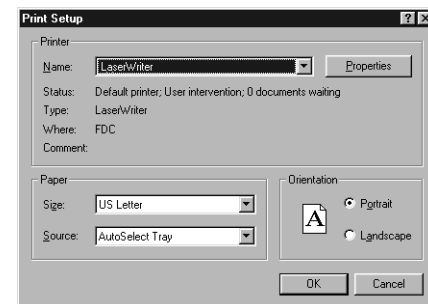 Print Setup
Printer
Name: LaserWriter Properties
Status: Default printer; User intervention; 0 documents waiting
Type: LaserWriter
Where: FDC
Comment:
Paper
Size: US Letter
Source: AutoSelect Tray
Orientation
A
Portrait
Landscape
OK Cancel